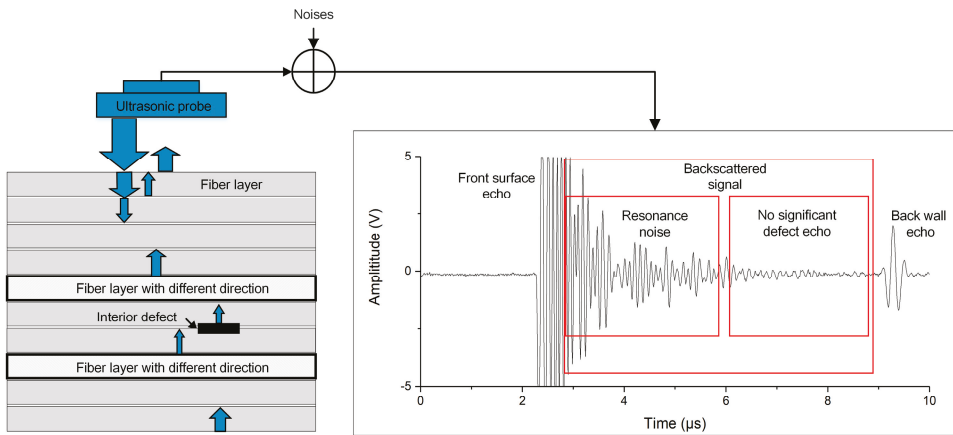 Noises
Ultrasonic probe
Fiber layer
Fiber layer with different direction
Interior defect
Fiber layer with different direction
Amplititude (V)
5
0
-5
Front surface
echo
Backscattered
signal
Resonance
noise
No significant
defect echo
Back wall
echo
0
2
4
6
8
10
Time (μs)